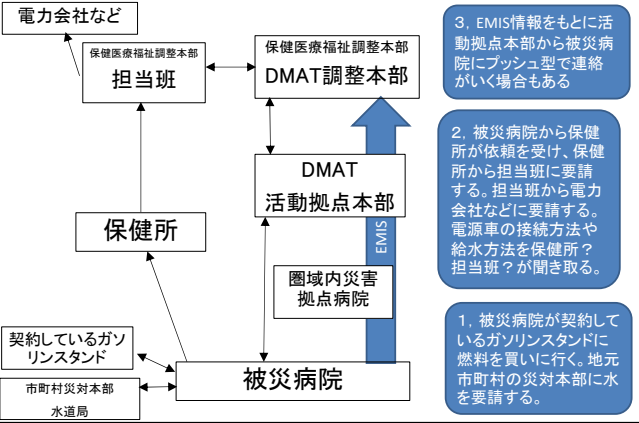 電力会社など
保健医療福祉調整本部
担当班
保健医療福祉調整本部
DMAT調整本部
DMAT
活動拠点本部
保健所
EMIS
圏域内災害
拠点病院
契約しているガソ
リンスタンド
市町村災対本部
水道局
被災病院
3，EMIS情報をもとに活
動拠点本部から被災病
院にプッシュ型で連絡
がいく場合もある
2，被災病院から保健
所が依頼を受け、保健
所から担当班に要請
する。担当班から電力
会社などに要請する。
電源車の接続方法や
給水方法を保健所？
担当班？が聞き取る。
1，被災病院が契約して
いるガソリンスタンドに
燃料を買いに行く。地元
市町村の災対本部に水
を要請する。